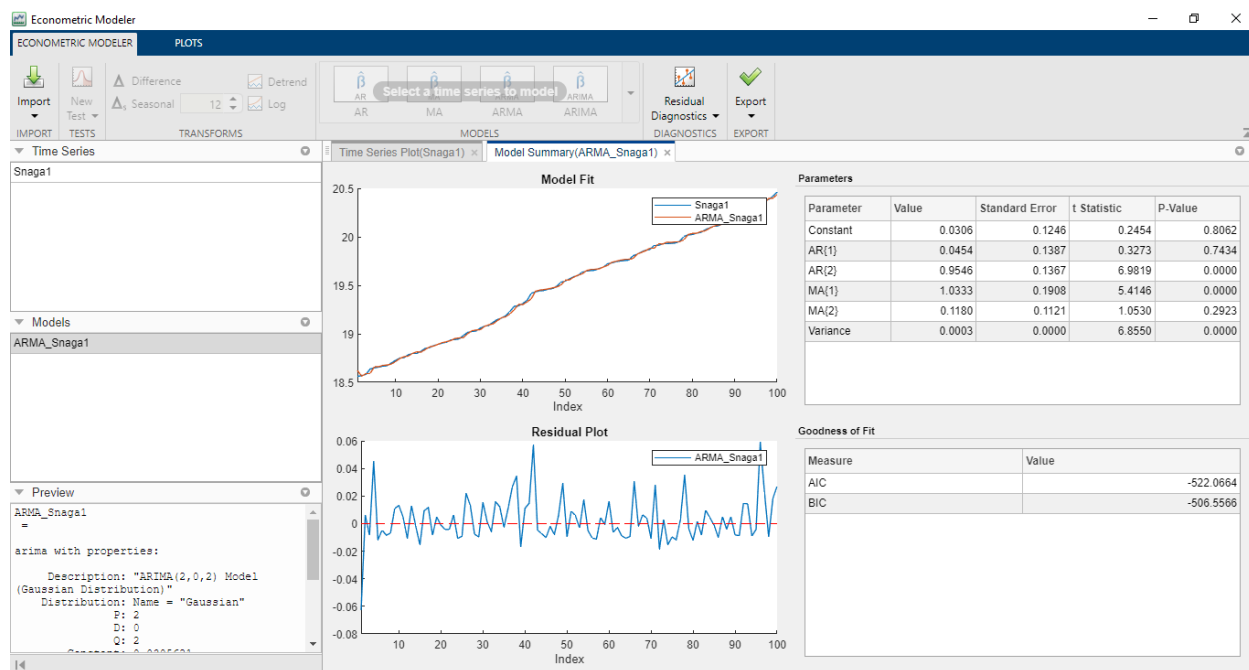 Econometric Modeler
ECONOMETRIC MODELER PLOTS
Import
New Test
Difference
Seasonal 12
Detrend
Log
AR
AR
MA
ARMA
ARIMA
ARIMA
Select a time series to model
Residual Diagnostics
Export
IMPORT TESTS TRANSFORMS MODELS DIAGNOSTICS EXPORT
Time Series
Snaga1
Models
ARMA_Snaga1
Preview
ARMA_Snaga1
=
arima with properties:
Description: "ARIMA(2,0,2) Model
(Gaussian Distribution)"
Distribution: Name = "Gaussian"
P: 2
D: 0
Q: 2
Time Series Plot(Snaga1) Model Summary(ARMA_Snaga1)
Model Fit
Snaga1
ARMA_Snaga1
20.5
20
19.5
19
18.5
10 20 30 40 50 60 70 80 90 100
Index
Residual Plot
ARMA_Snaga1
0.06
0.04
0.02
0
-0.02
-0.04
-0.06
-0.08
10 20 30 40 50 60 70 80 90 100
Index
Parameters
Parameter Value Standard Error t Statistic P-Value
Constant 0.0306 0.1246 0.2454 0.8062
AR{1} 0.0454 0.1387 0.3273 0.7434
AR{2} 0.9546 0.1367 6.9819 0.0000
MA{1} 1.0333 0.1908 5.4146 0.0000
MA{2} 0.1180 0.1121 1.0530 0.2923
Variance 0.0003 0.0000 6.8550 0.0000
Goodness of Fit
Measure Value
AIC -522.0664
BIC -506.5566